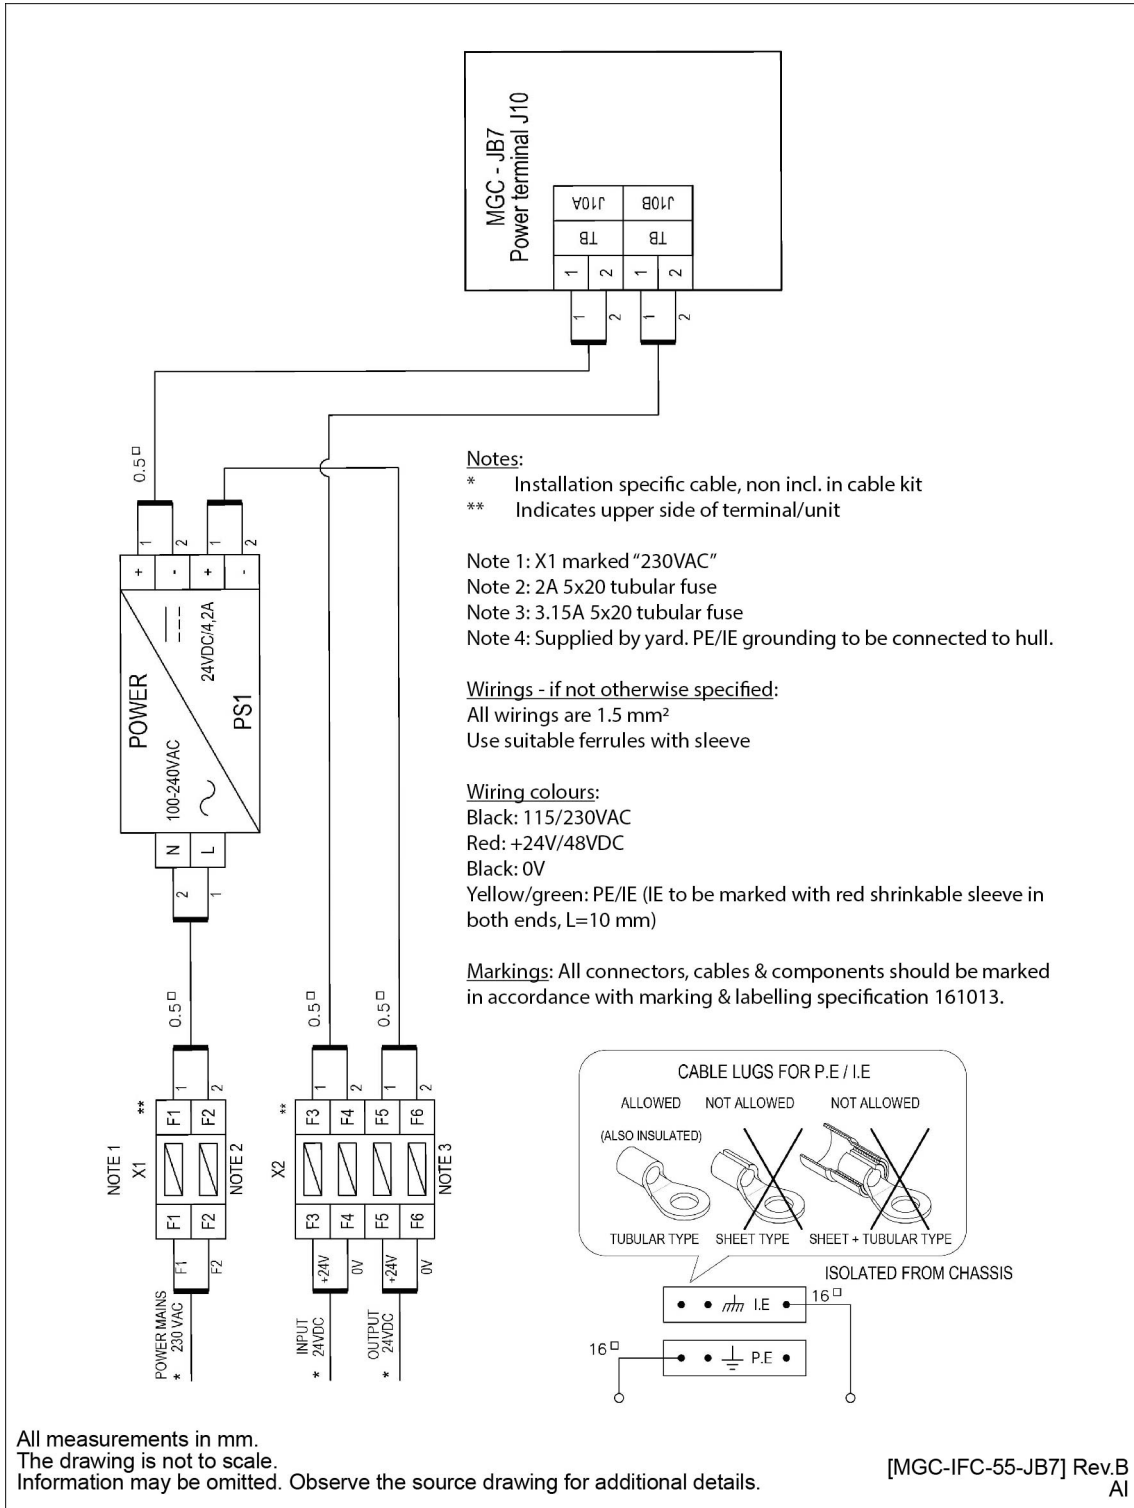 MGC - JB7
Power terminal J10
J10A J10B
TB TB
1 2 1 2
1 2 1 2
0.5□
1 2 1 2
+ - + -
POWER
24VDC/4,2A
100-240VAC
PS1
N L
2 1
Notes:
* Installation specific cable, non incl. in cable kit
** Indicates upper side of terminal/unit
Note 1: X1 marked “230VAC”
Note 2: 2A 5x20 tubular fuse
Note 3: 3.15A 5x20 tubular fuse
Note 4: Supplied by yard. PE/IE grounding to be connected to hull.
Wirings - if not otherwise specified:
All wirings are 1.5 mm²
Use suitable ferrules with sleeve
Wiring colours:
Black: 115/230VAC
Red: +24V/48VDC
Black: 0V
Yellow/green: PE/IE (IE to be marked with red shrinkable sleeve in
both ends, L=10 mm)
Markings: All connectors, cables & components should be marked
in accordance with marking & labelling specification 161013.
0.5□ 0.5□ 0.5□
1 2 1 2 1 2
** **
F1 F2 F3 F4 F5 F6
NOTE 1
X1
NOTE 2
X2
NOTE 3
F1 F2 F3 F4 F5 F6
F1 F2 +24V 0V +24V 0V
POWER MAINS
* 230 VAC
INPUT
* 24VDC
OUTPUT
* 24VDC
CABLE LUGS FOR P.E / I.E
ALLOWED NOT ALLOWED NOT ALLOWED
(ALSO INSULATED)
TUBULAR TYPE SHEET TYPE SHEET + TUBULAR TYPE
ISOLATED FROM CHASSIS
I.E 16□
16□ P.E
All measurements in mm.
The drawing is not to scale.
Information may be omitted. Observe the source drawing for additional details.
[MGC-IFC-55-JB7] Rev.B
AI